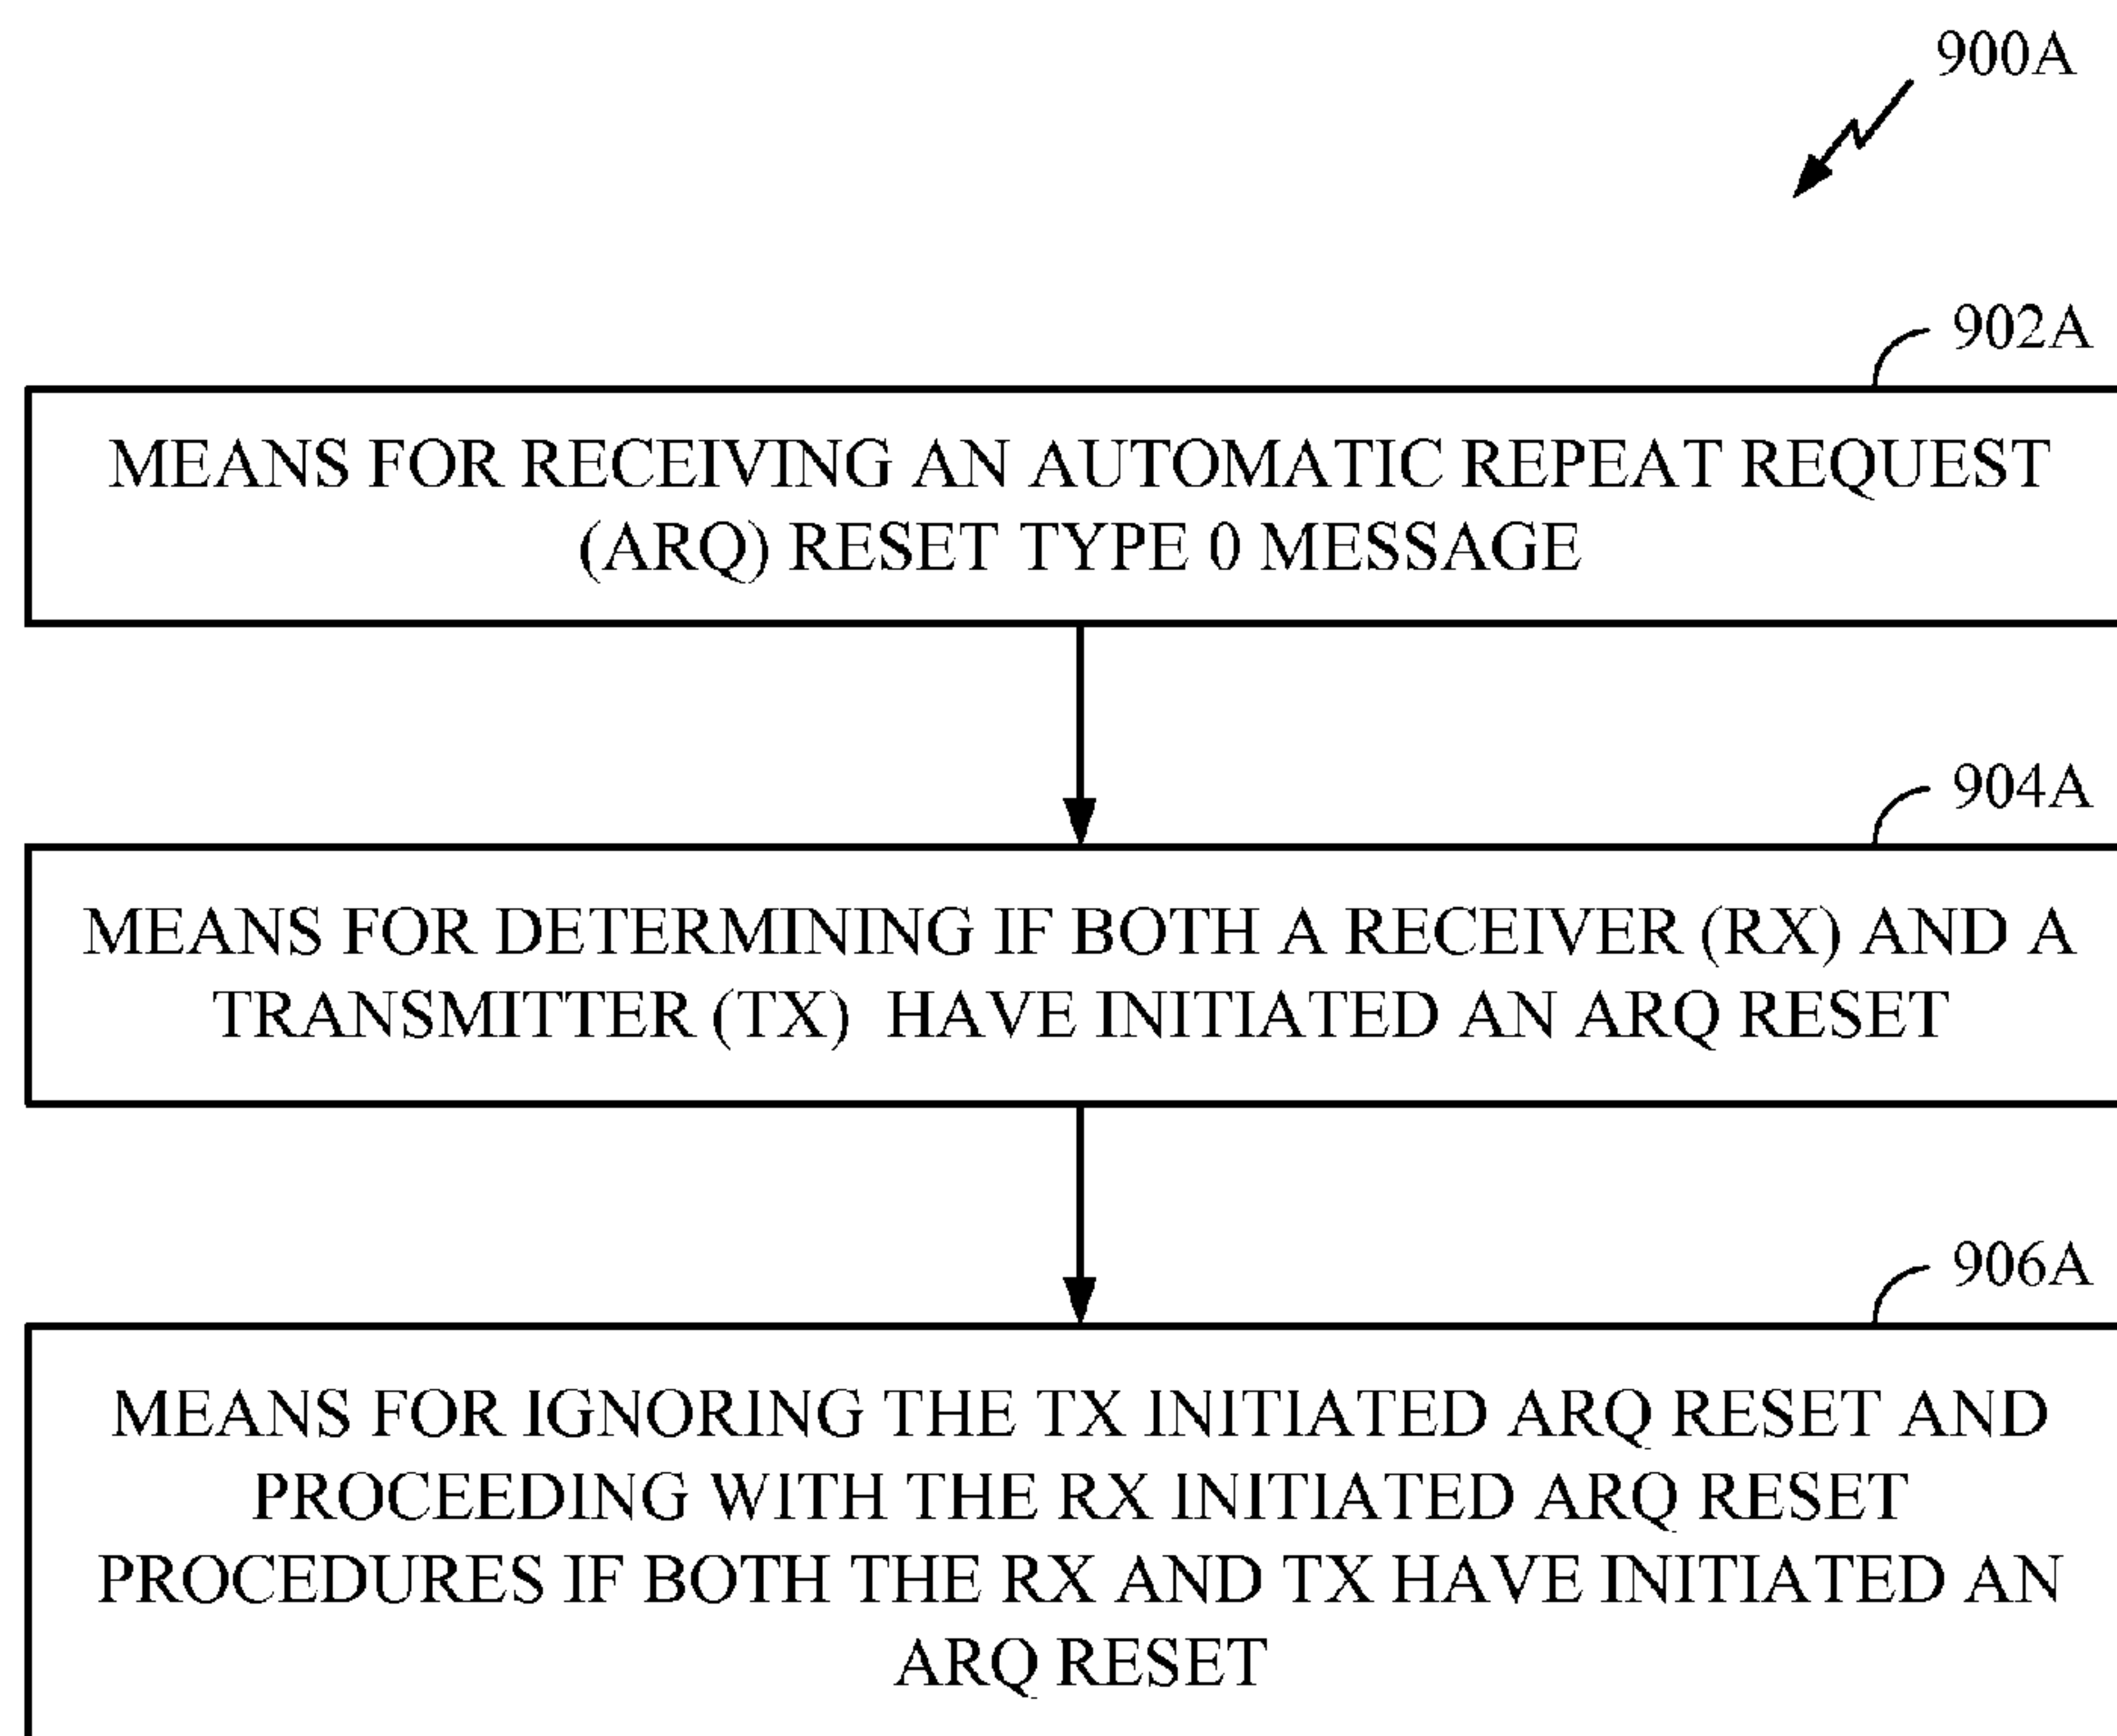 900A
902A
MEANS FOR RECEIVING AN AUTOMATIC REPEAT REQUEST
(ARQ) RESET TYPE 0 MESSAGE
904A
MEANS FOR DETERMINING IF BOTH A RECEIVER (RX) AND A
TRANSMITTER (TX) HAVE INITIATED AN ARQ RESET
906A
MEANS FOR IGNORING THE TX INITIATED ARQ RESET AND
PROCEEDING WITH THE RX INITIATED ARQ RESET
PROCEDURES IF BOTH THE RX AND TX HAVE INITIATED AN
ARQ RESET